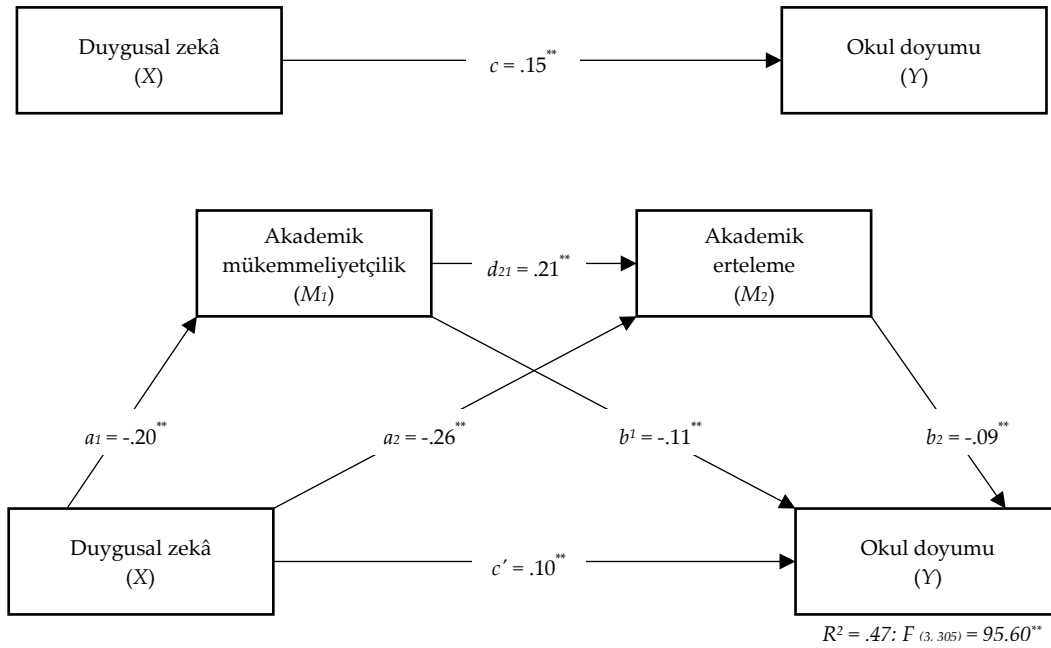 Duygusal zekâ
(X)
c = .15**
Okul doyumu
(Y)
Akademik
mükemmeliyetçilik
(M1)
d21 = .21**
Akademik
erteleme
(M2)
a1 = -.20**
a2 = -.26**
b1 = -.11**
b2 = -.09**
Duygusal zekâ
(X)
c' = .10**
Okul doyumu
(Y)
R² = .47; F (3, 305) = 95.60**